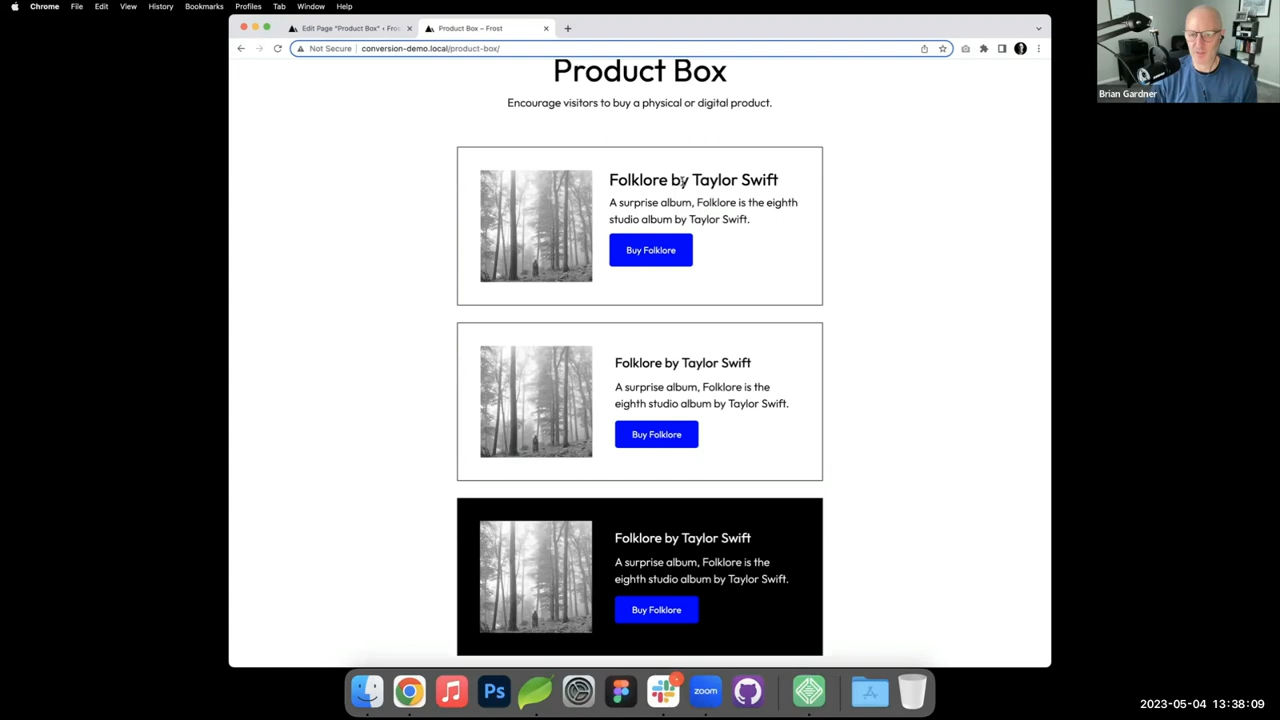 Chrome File Edit View History Bookmarks Profiles Tab Window Help
Edit Page "Product Box" ‹ Fro
Product Box – Frost
Not Secure conversion-demo.local/product-box/
Brian Gardner
Product Box
Encourage visitors to buy a physical or digital product.
Folklore by Taylor Swift
A surprise album, Folklore is the eighth
studio album by Taylor Swift.
Buy Folklore
Folklore by Taylor Swift
A surprise album, Folklore is the
eighth studio album by Taylor Swift.
Buy Folklore
Folklore by Taylor Swift
A surprise album, Folklore is the
eighth studio album by Taylor Swift.
Buy Folklore
Ps
zoom
2023-05-04 13:38:09